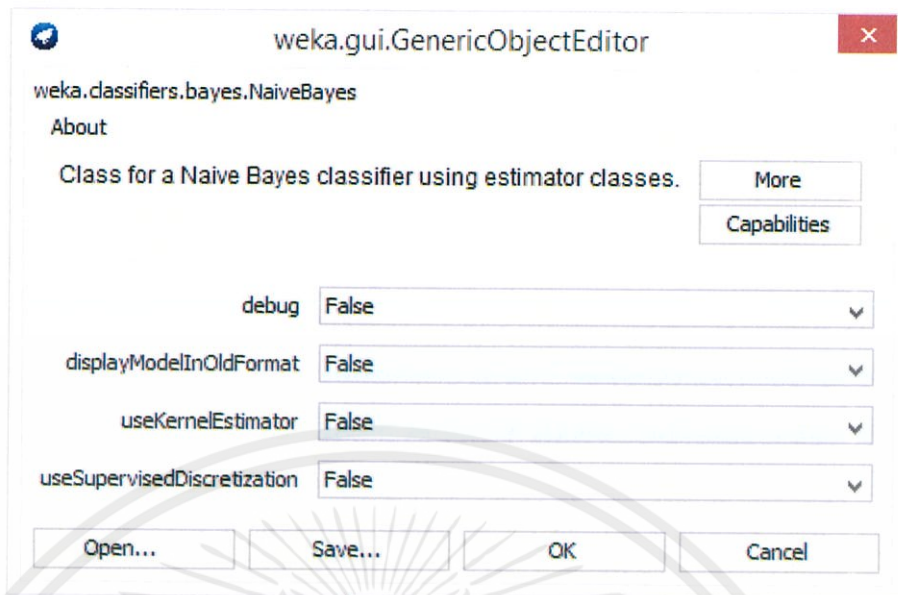 weka.gui.GenericObjectEditor
weka.classifiers.bayes.NaiveBayes
About
Class for a Naive Bayes classifier using estimator classes.
More
Capabilities
debug False
displayModelInOldFormat False
useKernelEstimator False
useSupervisedDiscretization False
Open... Save... OK Cancel